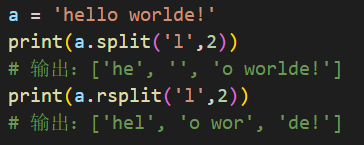 a = 'hello worlde!'
print(a.split('l',2))
# 输出：['he', '', 'o worlde!']
print(a.rsplit('l',2))
# 输出：['hel', 'o wor', 'de!']